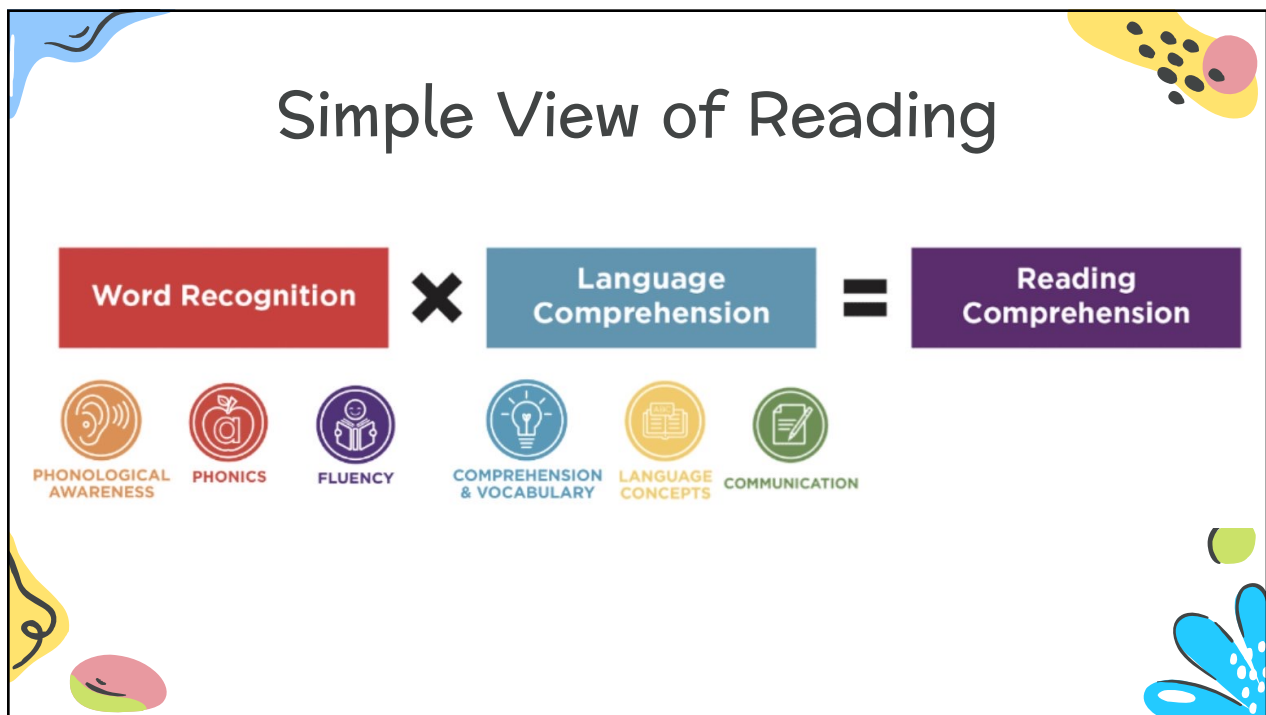 Simple View of Reading
Word Recognition
×
Language
Comprehension
=
Reading
Comprehension
PHONOLOGICAL
AWARENESS
PHONICS
FLUENCY
COMPREHENSION
& VOCABULARY
LANGUAGE
CONCEPTS
COMMUNICATION